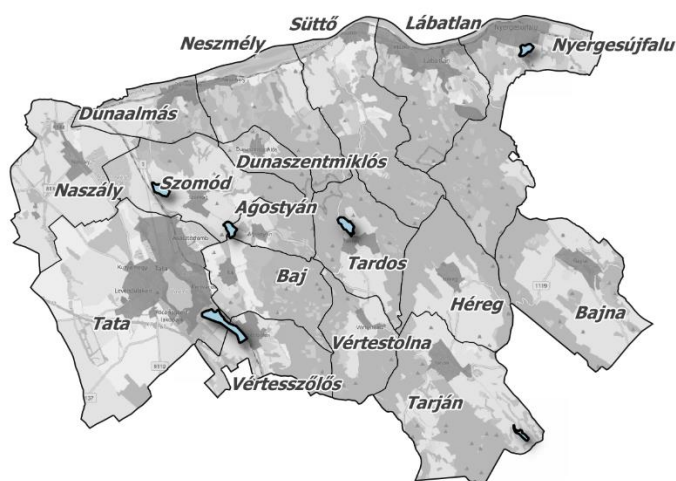 Süttő
Lábatlan
Neszmély
Nyergesújfalu
Dunaalmás
Dunaszentmiklós
Naszály
Szomód
Agostyán
Tardos
Baj
Héreg
Bajna
Tata
Vértestolna
Vértesszőlős
Tarján